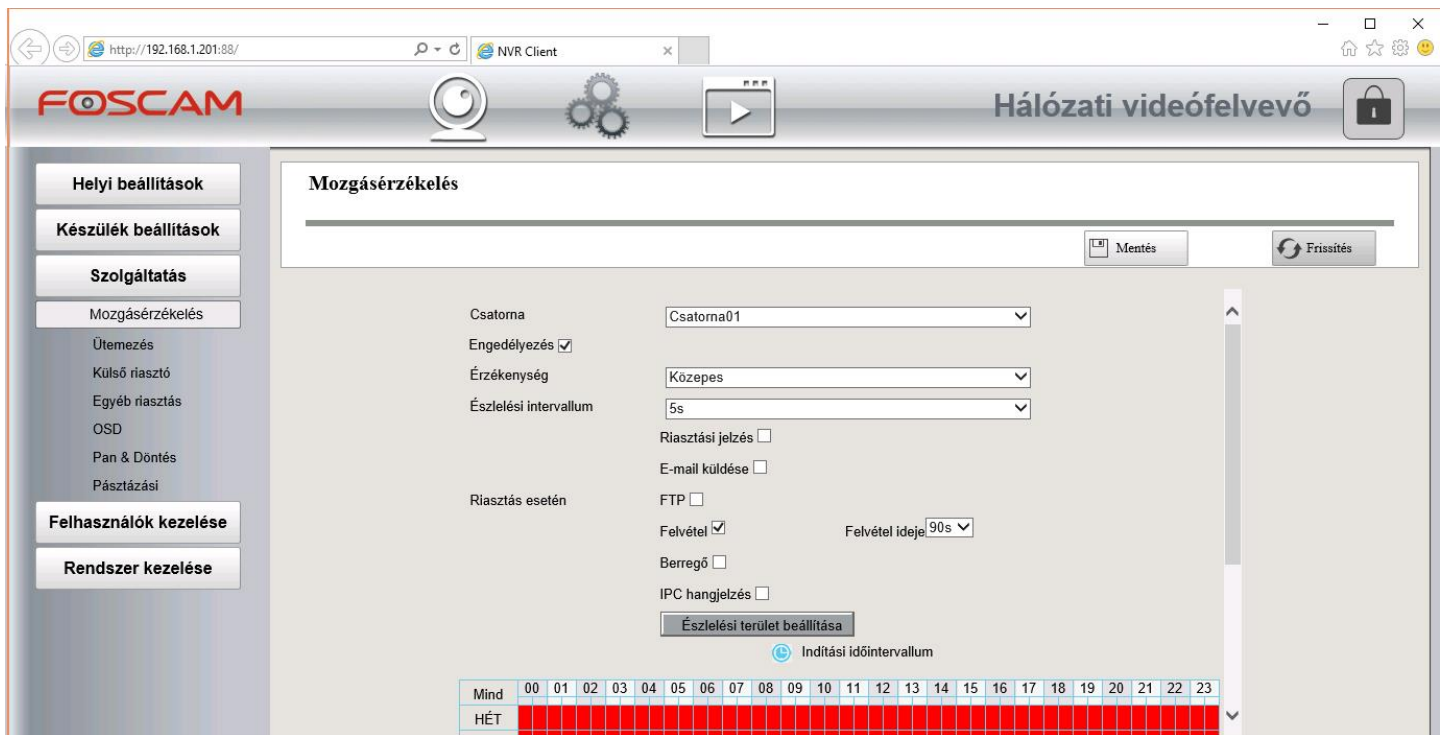 http://192.168.1.201:88/
NVR Client
FOSCAM
Hálózati videófelvevő
Helyi beállítások
Készülék beállítások
Szolgáltatás
Mozgásérzékelés
Ütemezés
Külső riasztó
Egyéb riasztás
OSD
Pan & Döntés
Pásztázási
Felhasználók kezelése
Rendszer kezelése
Mozgásérzékelés
Mentés
Frissítés
Csatorna Csatorna01
Engedélyezés
Érzékenység Közepes
Észlelési intervallum 5s
Riasztási jelzés
E-mail küldése
Riasztás esetén FTP
Felvétel Felvétel ideje 90s
Berregő
IPC hangjelzés
Észlelési terület beállítása
Indítási időintervallum
Mind 00 01 02 03 04 05 06 07 08 09 10 11 12 13 14 15 16 17 18 19 20 21 22 23
HÉT